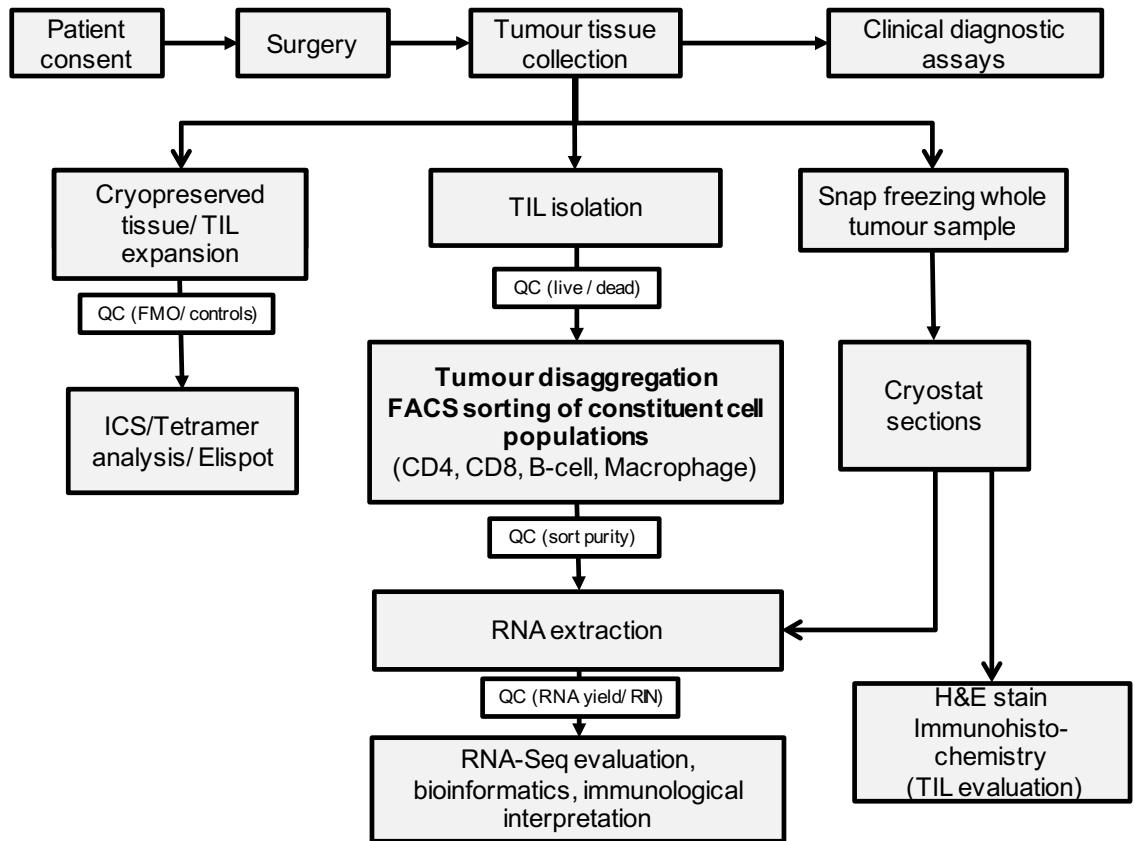 Patient
consent
Surgery
Tumour tissue
collection
Clinical diagnostic
assays
Cryopreserved
tissue/ TIL
expansion
TIL isolation
Snap freezing whole
tumour sample
QC (FMO/ controls)
QC (live / dead)
ICS/Tetramer
analysis/ Elispot
Tumour disaggregation
FACS sorting of constituent cell
populations
(CD4, CD8, B-cell, Macrophage)
Cryostat
sections
QC (sort purity)
RNA extraction
QC (RNA yield/ RIN)
H&E stain
Immunohisto-
chemistry
(TIL evaluation)
RNA-Seq evaluation,
bioinformatics, immunological
interpretation